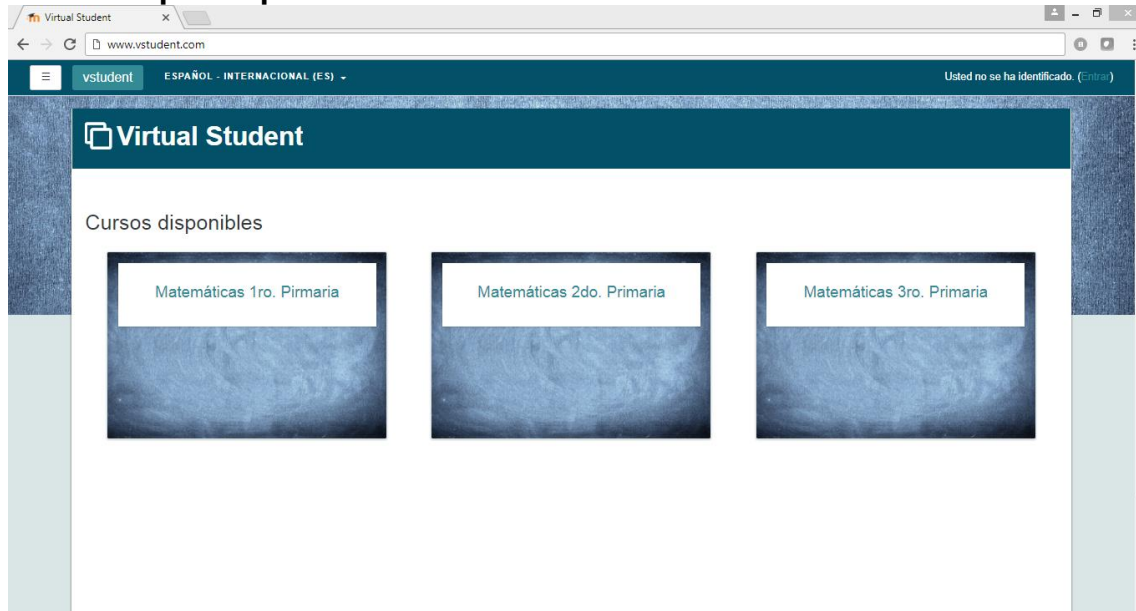 Virtual Student
www.vstudent.com
vstudent ESPAÑOL - INTERNACIONAL (ES) Usted no se ha identificado. (Entrar)
Virtual Student
Cursos disponibles
Matemáticas 1ro. Pirmaria Matemáticas 2do. Primaria Matemáticas 3ro. Primaria